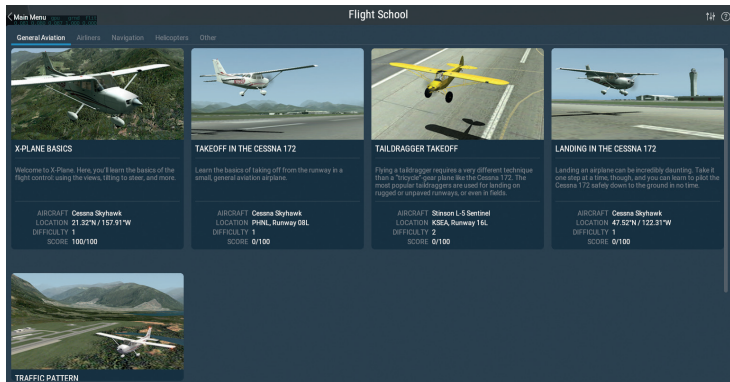 Main Menu
Flight School
General Aviation Airliners Navigation Helicopters Other
X-PLANE BASICS
Welcome to X-Plane. Here, you'll learn the basics of the
flight control: using the views, tilting to steer, and more.
AIRCRAFT Cessna Skyhawk
LOCATION 21.32°N / 157.91°W
DIFFICULTY 1
SCORE 100/100
TAKEOFF IN THE CESSNA 172
Learn the basics of taking off from the runway in a
small, general aviation airplane.
AIRCRAFT Cessna Skyhawk
LOCATION PHNL, Runway 08L
DIFFICULTY 1
SCORE 0/100
TAILDRAGGER TAKEOFF
Flying a taildragger requires a very different technique
than a "tricycle"-gear plane like the Cessna 172. The
most popular taildraggers are used for landing on
rugged or unpaved runways, or even in fields.
AIRCRAFT Stinson L-5 Sentinel
LOCATION KSEA, Runway 16L
DIFFICULTY 2
SCORE 0/100
LANDING IN THE CESSNA 172
Landing an airplane can be incredibly daunting. Take it
one step at a time, though, and you can learn to pilot the
Cessna 172 safely down to the ground in no time.
AIRCRAFT Cessna Skyhawk
LOCATION 47.52°N / 122.31°W
DIFFICULTY 1
SCORE 0/100
TRAFFIC PATTERN